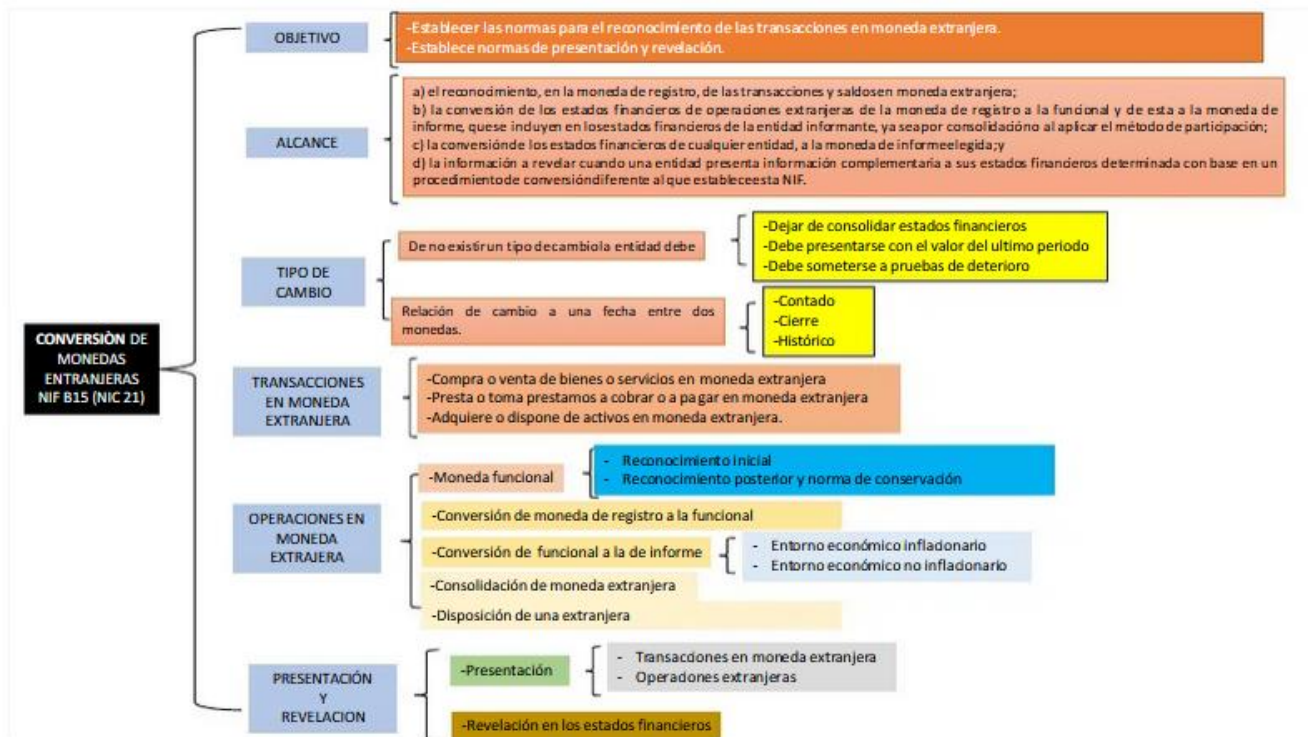 OBJETIVO
-Establecer las normas para el reconocimiento de las transacciones en moneda extranjera.
-Establece normas de presentación y revelación.
ALCANCE
a) el reconocimiento, en la moneda de registro, de las transacciones y saldosen moneda extranjera;
b) la conversión de los estados financieros de operaciones extranjeras de la moneda de registro a la funcional y de esta a la moneda de
informe, quese incluyen en losestados financieros de la entidad informante, ya seapor consolidacióno al aplicar el método de participación;
c) la conversiónde los estados financieros de cualquier entidad, a la moneda de informeelegida;y
d) la información a revelar cuando una entidad presenta información complementaria a sus estados financieros determinada con base en un
procedimientode conversióndiferente al que estableceesta NIF.
TIPO DE
CAMBIO
De no existirun tipo decambiola entidad debe
-Dejar de consolidar estados financieros
-Debe presentarse con el valor del ultimo periodo
-Debe someterse a pruebas de deterioro
Relación de cambio a una fecha entre dos
monedas.
-Contado
-Cierre
-Histórico
CONVERSIÒN DE
MONEDAS
ENTRANJERAS
NIF B15 (NIC 21)
TRANSACCIONES
EN MONEDA
EXTRANJERA
-Compra o venta de bienes o servicios en moneda extranjera
-Presta o toma prestamos a cobrar o a pagar en moneda extranjera
-Adquiere o dispone de activos en moneda extranjera.
OPERACIONES EN
MONEDA
EXTRAJERA
-Moneda funcional
- Reconocimiento inicial
- Reconocimiento posterior y norma de conservación
-Conversión de moneda de registro a la funcional
-Conversión de funcional a la de informe
- Entorno económico inflacionario
- Entorno económico no inflacionario
-Consolidación de moneda extranjera
-Disposición de una extranjera
PRESENTACIÓN
Y
REVELACION
-Presentación
- Transacciones en moneda extranjera
- Operaciones extranjeras
-Revelación en los estados financieros